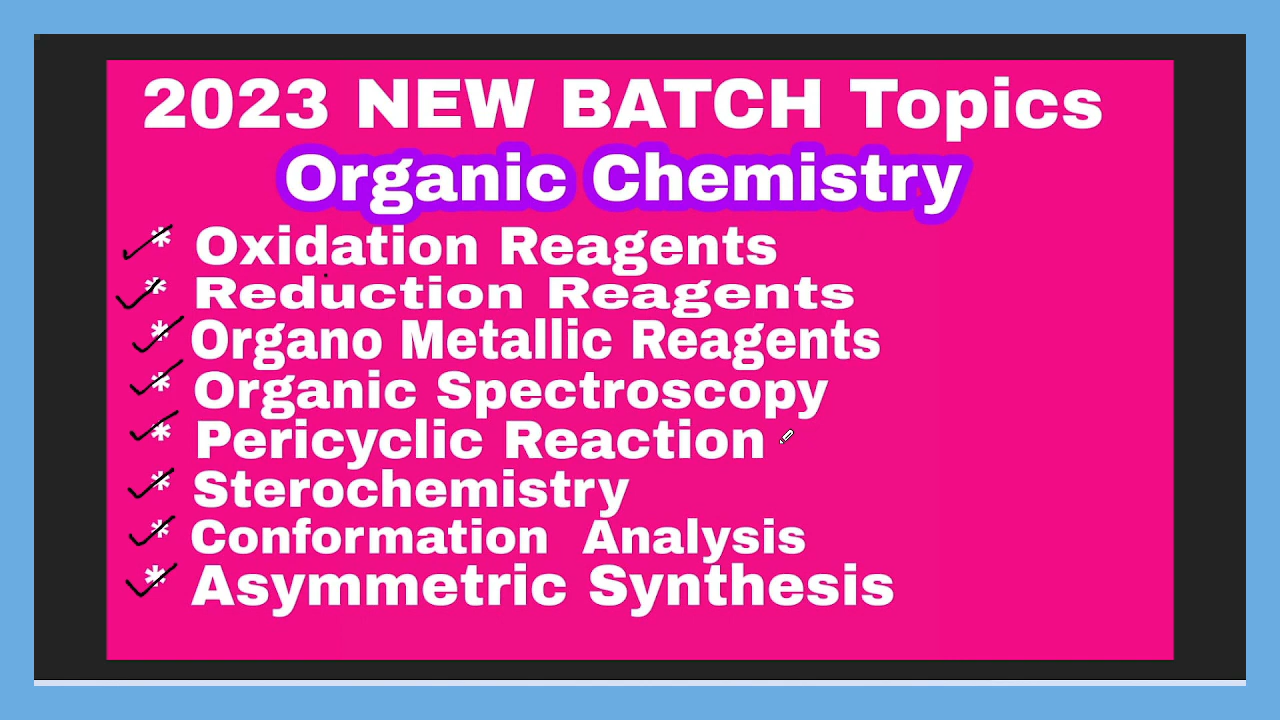 2023 NEW BATCH Topics
Organic Chemistry
* Oxidation Reagents
* Reduction Reagents
* Organo Metallic Reagents
* Organic Spectroscopy
* Pericyclic Reaction
* Sterochemistry
* Conformation Analysis
* Asymmetric Synthesis